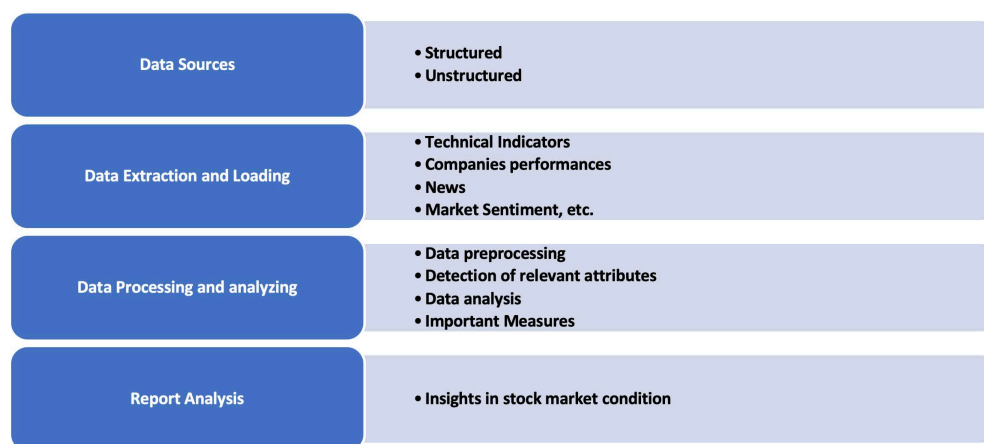 Data Sources
• Structured
• Unstructured
Data Extraction and Loading
• Technical Indicators
• Companies performances
• News
• Market Sentiment, etc.
Data Processing and analyzing
• Data preprocessing
• Detection of relevant attributes
• Data analysis
• Important Measures
Report Analysis
• Insights in stock market condition